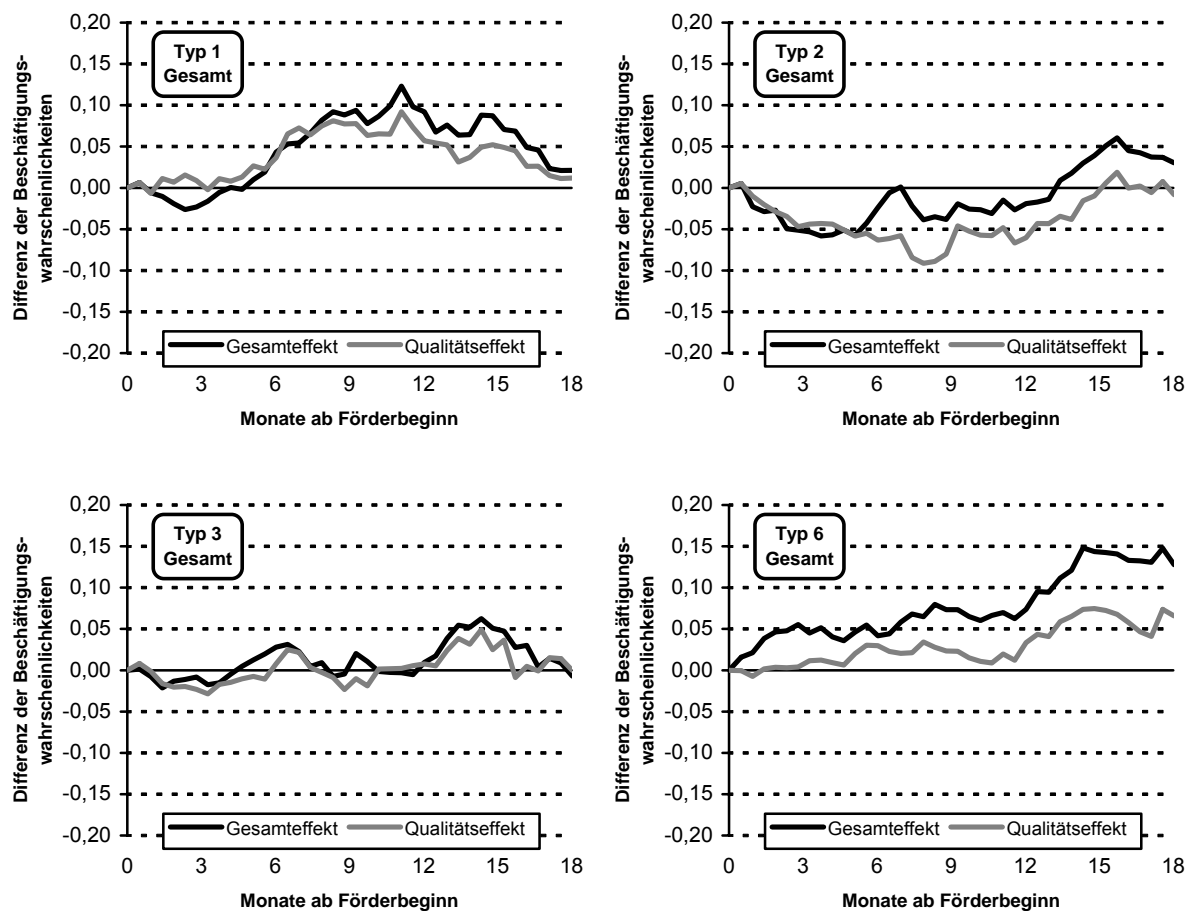 Differenz der Beschäftigungs-
wahrscheinlichkeiten
0,20
0,15
0,10
0,05
0,00
-0,05
-0,10
-0,15
-0,20
Typ 1
Gesamt
Gesamteffekt Qualitätseffekt
0 3 6 9 12 15 18
Monate ab Förderbeginn
Differenz der Beschäftigungs-
wahrscheinlichkeiten
0,20
0,15
0,10
0,05
0,00
-0,05
-0,10
-0,15
-0,20
Typ 2
Gesamt
Gesamteffekt Qualitätseffekt
0 3 6 9 12 15 18
Monate ab Förderbeginn
Differenz der Beschäftigungs-
wahrscheinlichkeiten
0,20
0,15
0,10
0,05
0,00
-0,05
-0,10
-0,15
-0,20
Typ 3
Gesamt
Gesamteffekt Qualitätseffekt
0 3 6 9 12 15 18
Monate ab Förderbeginn
Differenz der Beschäftigungs-
wahrscheinlichkeiten
0,20
0,15
0,10
0,05
0,00
-0,05
-0,10
-0,15
-0,20
Typ 6
Gesamt
Gesamteffekt Qualitätseffekt
0 3 6 9 12 15 18
Monate ab Förderbeginn